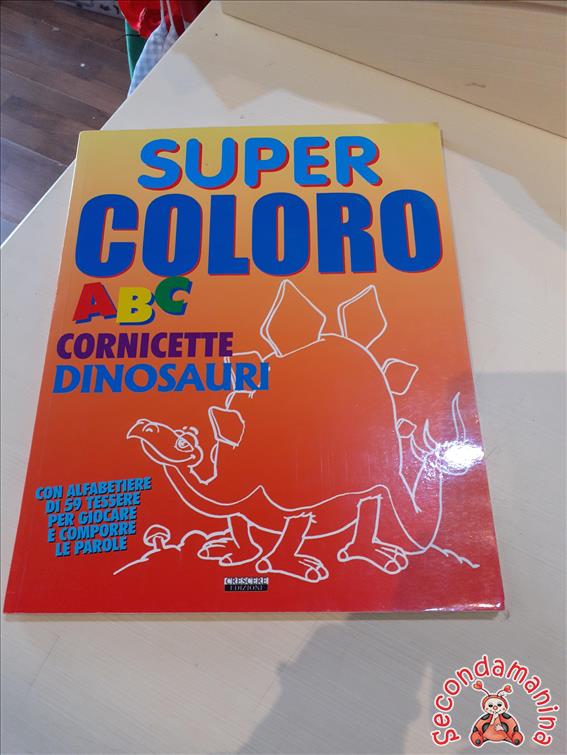 SUPER
COLORO
ABC
CORNICETTE
DINOSAURI
CON ALFABETIERE
DI 59 TESSERE
PER GIOCARE
E COMPORRE
LE PAROLE
CRESCERE
EDIZIONI
Secondamanina